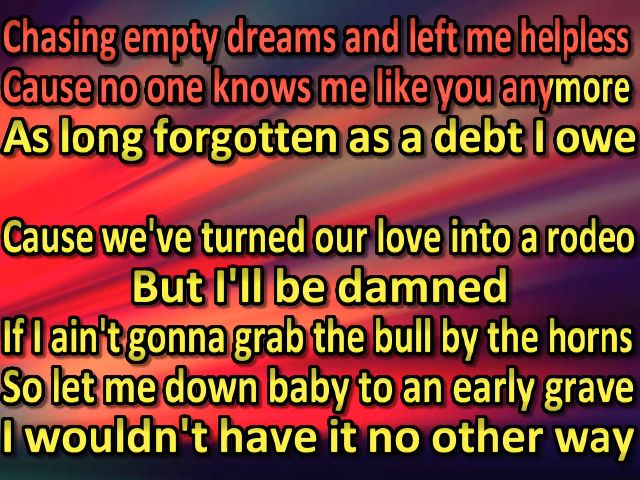 Chasing empty dreams and left me helpless
Cause no one knows me like you anymore
As long forgotten as a debt I owe
Cause we've turned our love into a rodeo
But I'll be damned
If I ain't gonna grab the bull by the horns
So let me down baby to an early grave
I wouldn't have it no other way